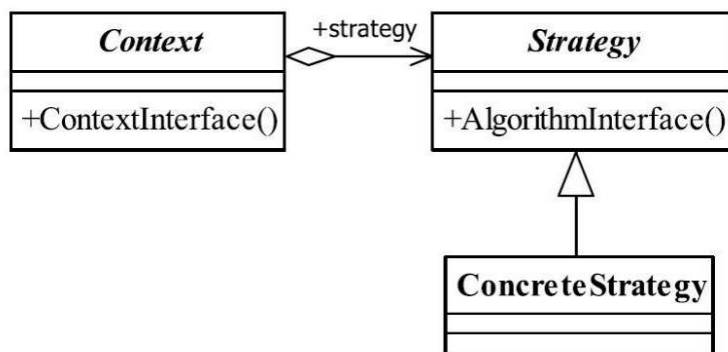 Context
+strategy
Strategy
+ContextInterface()
+AlgorithmInterface()
ConcreteStrategy